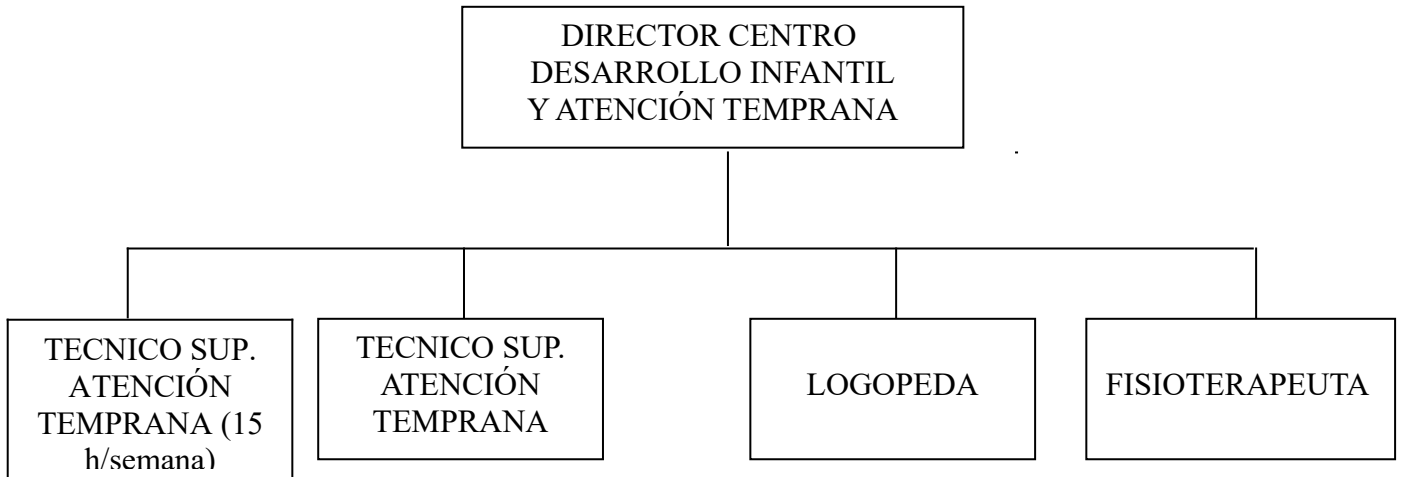 DIRECTOR CENTRO
DESARROLLO INFANTIL
Y ATENCIÓN TEMPRANA
TECNICO SUP.
ATENCIÓN
TEMPRANA (15
h/semana)
TECNICO SUP.
ATENCIÓN
TEMPRANA
LOGOPEDA
FISIOTERAPEUTA